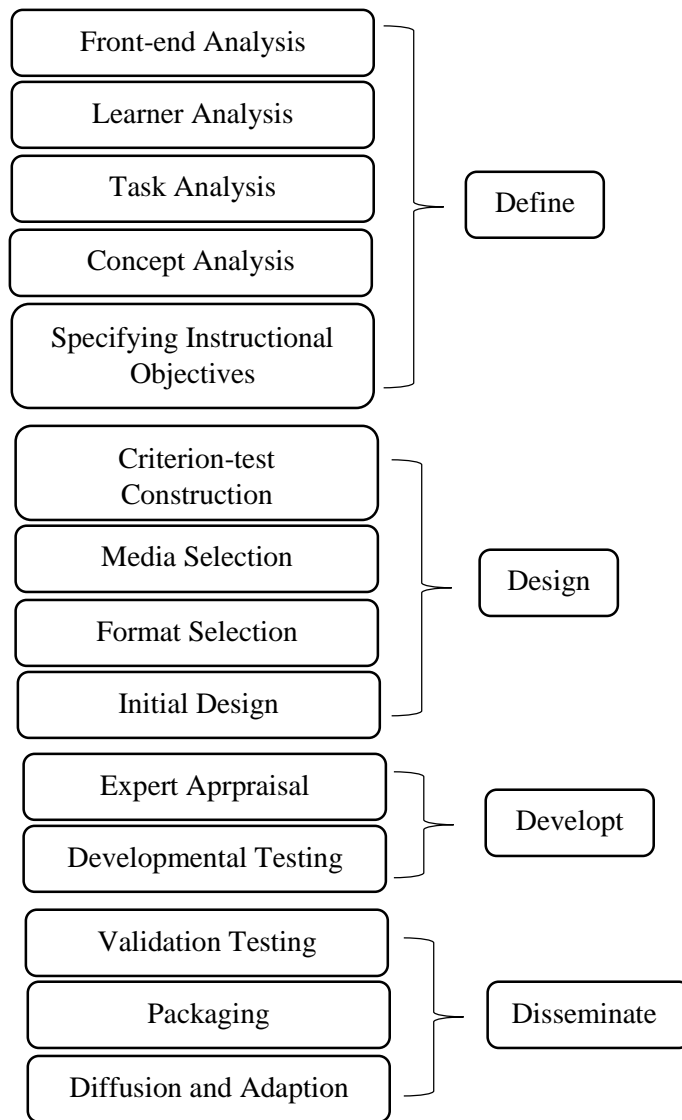 Front-end Analysis
Learner Analysis
Task Analysis
Concept Analysis
Specifying Instructional
Objectives
Define
Criterion-test
Construction
Media Selection
Format Selection
Initial Design
Design
Expert Aprpraisal
Developmental Testing
Developt
Validation Testing
Packaging
Diffusion and Adaption
Disseminate